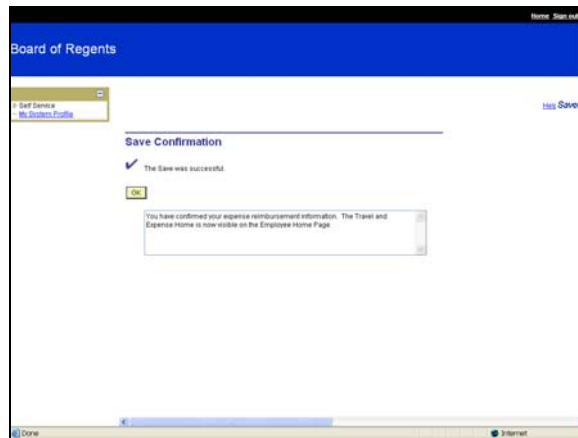 Home Sign out
Board of Regents
Self Service
My System Profile
Help Save
Save Confirmation
The Save was successful.
OK
You have confirmed your expense reimbursement information. The Travel and
Expense Home is now visible on the Employee Home Page.
Done
Internet